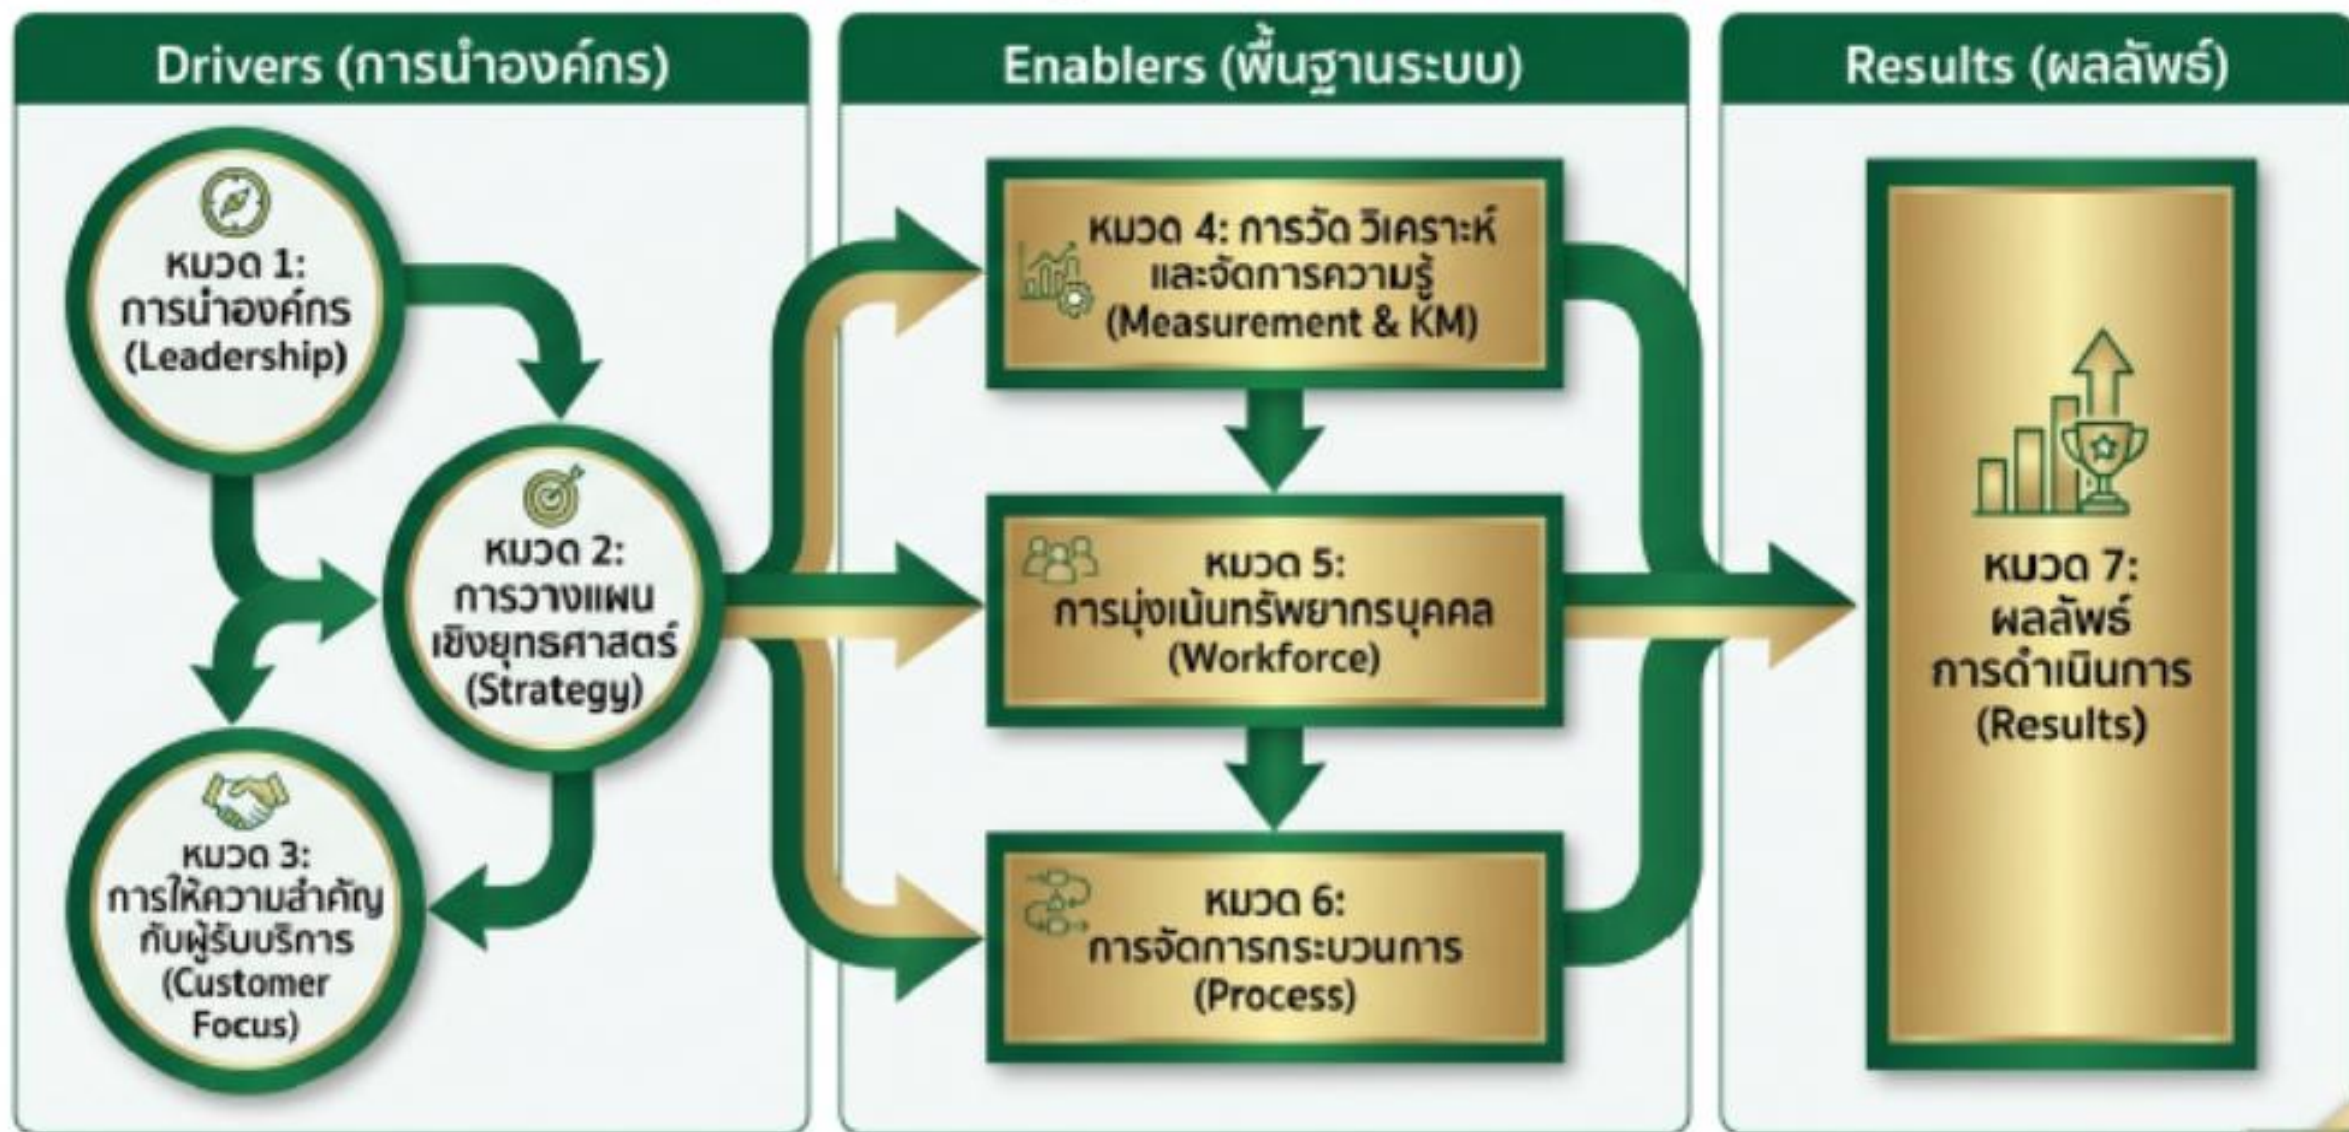 Drivers (การนำองค์กร)
Enablers (พื้นฐานระบบ)
Results (ผลลัพธ์)
หมวด 1:
การนำองค์กร
(Leadership)
หมวด 2:
การวางแผน
เชิงยุทธศาสตร์
(Strategy)
หมวด 3:
การให้ความสำคัญ
กับผู้รับบริการ
(Customer
Focus)
หมวด 4: การวัด วิเคราะห์
และจัดการความรู้
(Measurement & KM)
หมวด 5:
การมุ่งเน้นทรัพยากรบุคคล
(Workforce)
หมวด 6:
การจัดการกระบวนการ
(Process)
หมวด 7:
ผลลัพธ์
การดำเนินการ
(Results)